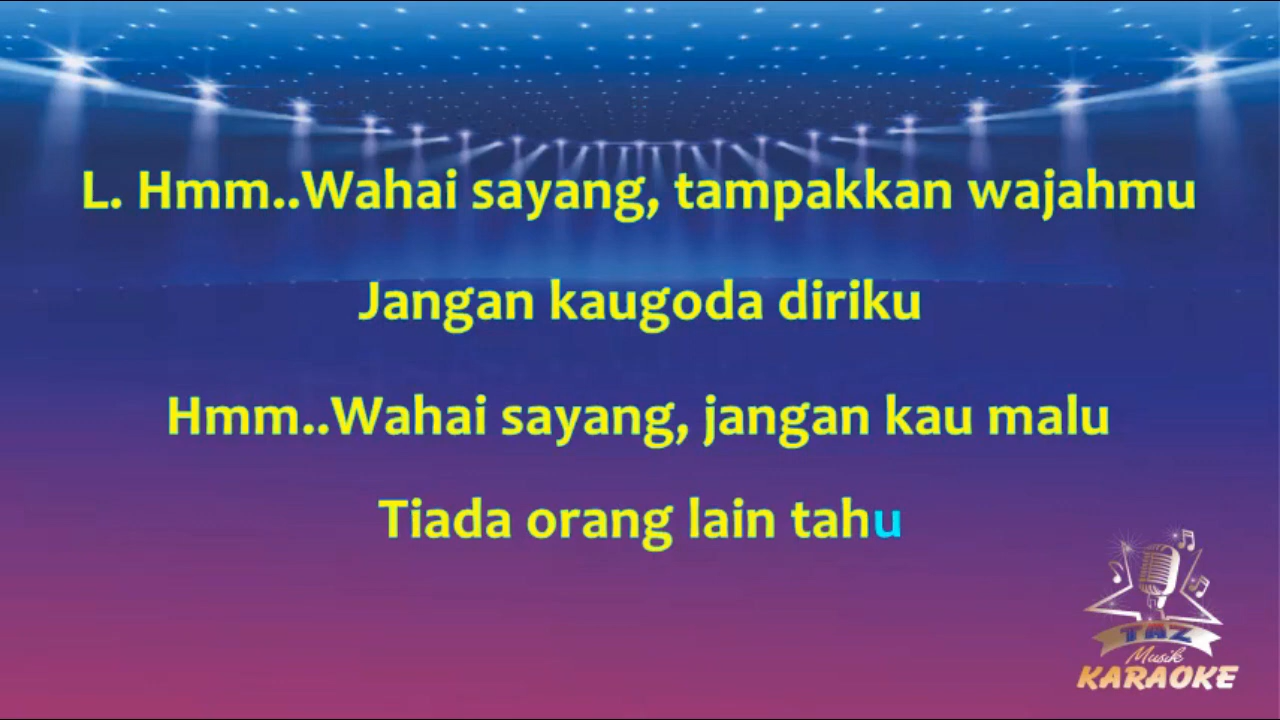 L. Hmm..Wahai sayang, tampakkan wajahmu
Jangan kaugoda diriku
Hmm..Wahai sayang, jangan kau malu
Tiada orang lain tahu
TAZ
Musik
KARAOKE